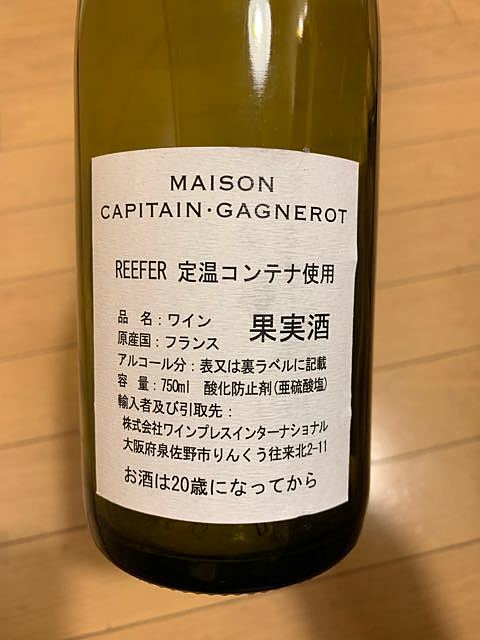 MAISON
CAPITAIN·GAGNEROT
REEFER 定温コンテナ使用
品 名：ワイン
果実酒
原産国：フランス
アルコール分：表又は裏ラベルに記載
容 量：750ml 酸化防止剤(亜硫酸塩)
輸入者及び引取先：
株式会社ワインプレスインターナショナル
大阪府泉佐野市りんくう往来北2-11
お酒は20歳になってから